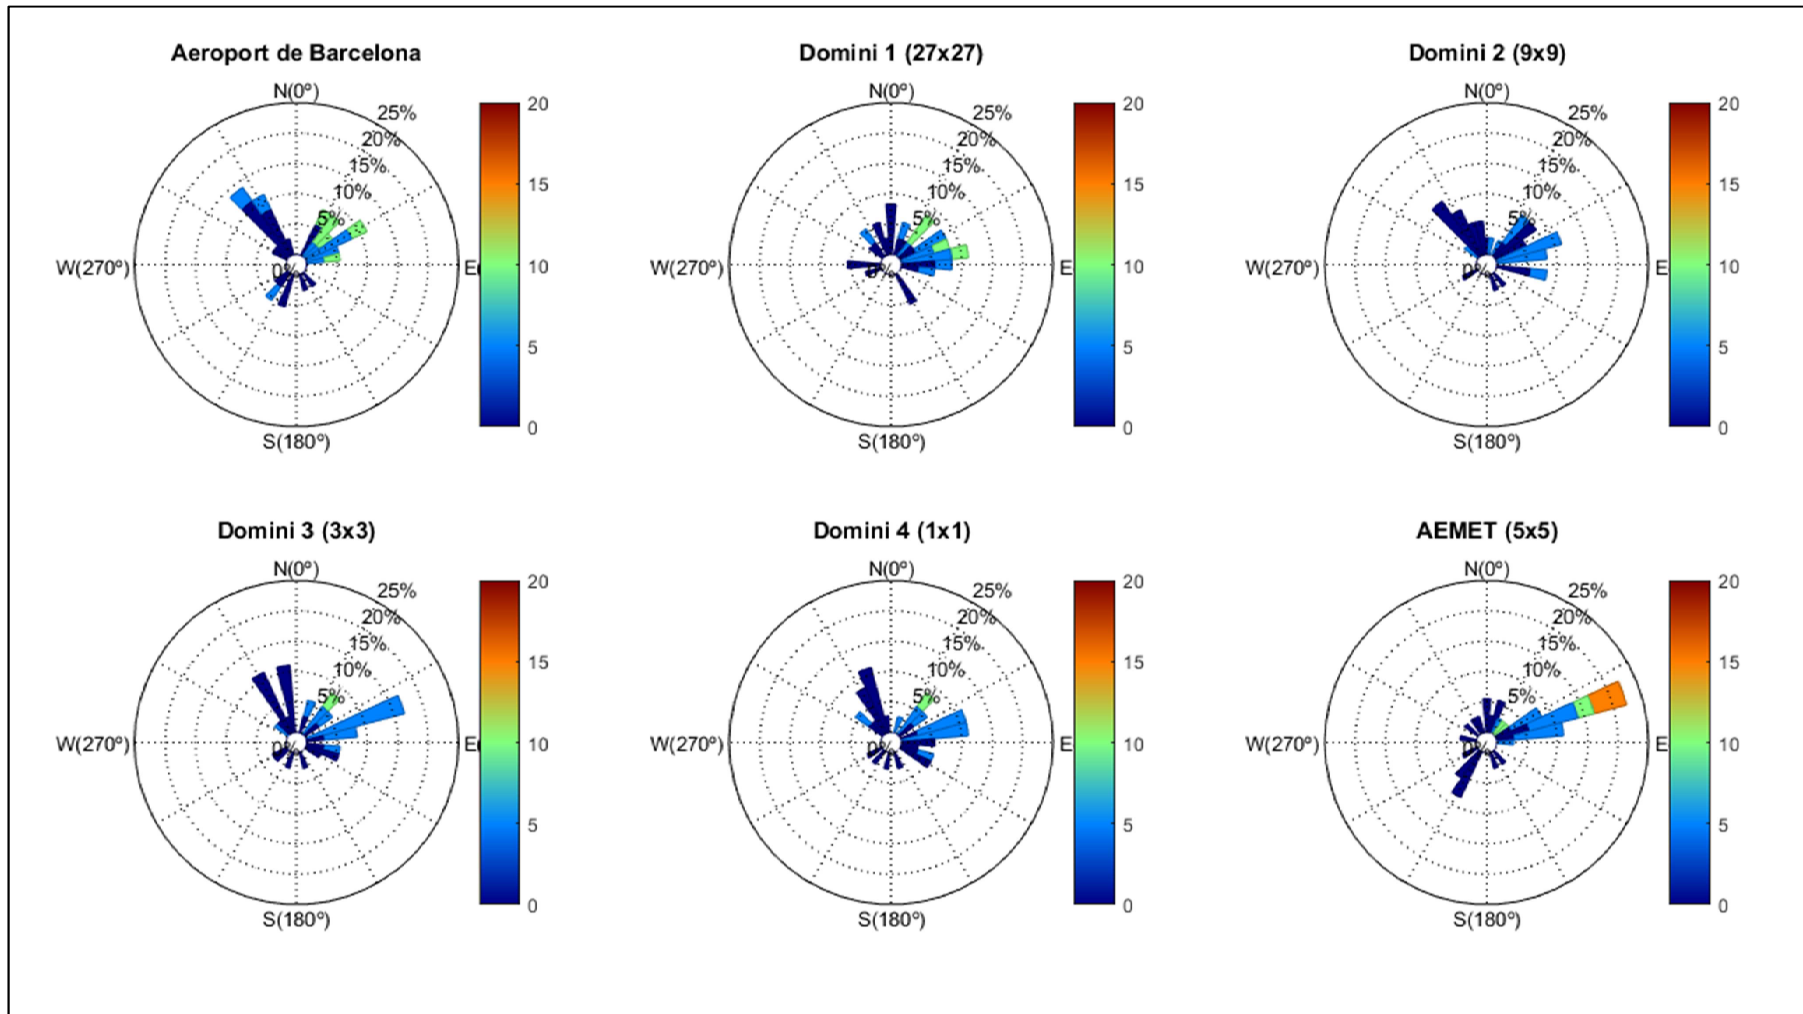 Aeroport de Barcelona
N(0º)
25%
20%
15%
10%
5%
0%
W(270º)
E(
S(180º)
20
15
10
5
0
Domini 1 (27x27)
N(0º)
25%
20%
15%
10%
5%
0%
W(270º)
E(
S(180º)
20
15
10
5
0
Domini 2 (9x9)
N(0º)
25%
20%
15%
10%
5%
0%
W(270º)
E(
S(180º)
20
15
10
5
0
Domini 3 (3x3)
N(0º)
25%
20%
15%
10%
5%
0%
W(270º)
E(
S(180º)
20
15
10
5
0
Domini 4 (1x1)
N(0º)
25%
20%
15%
10%
5%
0%
W(270º)
E(
S(180º)
20
15
10
5
0
AEMET (5x5)
N(0º)
25%
20%
15%
10%
5%
0%
W(270º)
E(
S(180º)
20
15
10
5
0